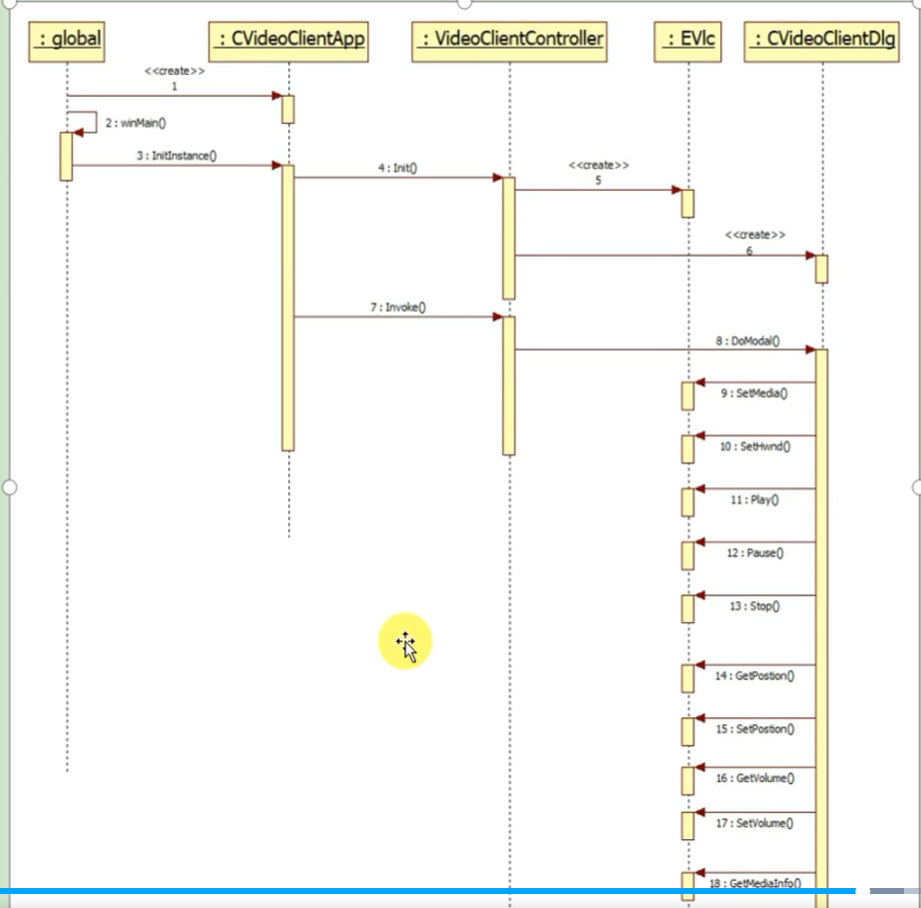 : global
: CVideoClientApp
: VideoClientController
: EVlc
: CVideoClientDlg
<<create>>
1
2 : winMain()
3 : InitInstance()
4 : Init()
<<create>>
5
<<create>>
6
7 : Invoke()
8 : DoModal()
9 : SetMedia()
10 : SetHwnd()
11 : Play()
12 : Pause()
13 : Stop()
14 : GetPostion()
15 : SetPostion()
16 : GetVolume()
17 : SetVolume()
18 : GetMediaInfo()